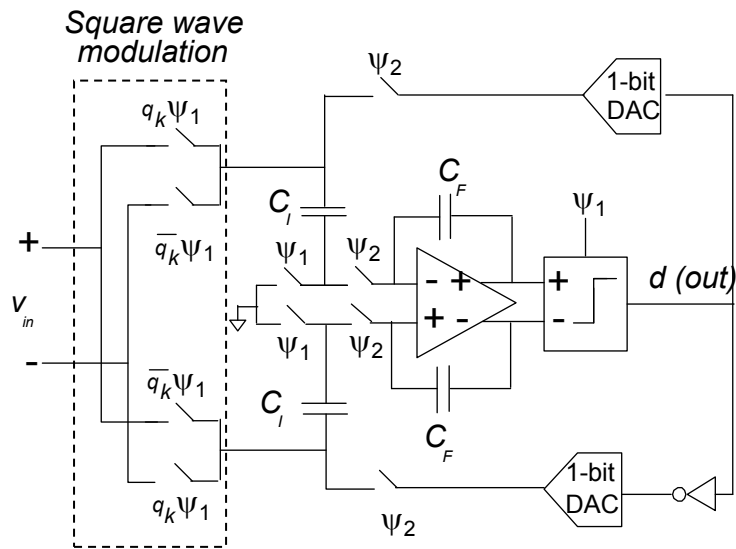 Square wave
modulation
ψ₂
1-bit
DAC
qₖψ₁
C_F
C_I
ψ₁
+
q̅ₖψ₁
ψ₁
ψ₂
- +
+
d (out)
v_in
+ -
-
ψ₁
ψ₂
-
q̅ₖψ₁
C_I
C_F
1-bit
DAC
qₖψ₁
ψ₂